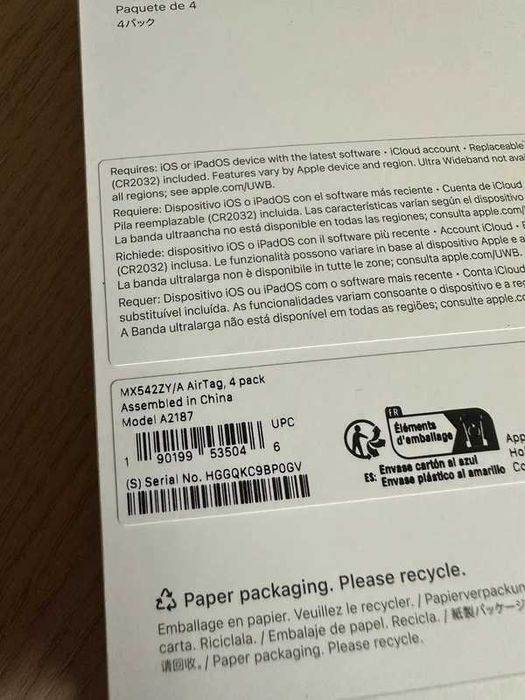 Paquete de 4
4パック
Requires: iOS or iPadOS device with the latest software • iCloud account • Replaceable
(CR2032) included. Features vary by Apple device and region. Ultra Wideband not ava
all regions; see apple.com/UWB.
Requiere: Dispositivo iOS o iPadOS con el software más reciente • Cuenta de iCloud
Pila reemplazable (CR2032) incluida. Las características varían según el dispositivo
La banda ultraancha no está disponible en todas las regiones; consulta apple.com/
Richiede: dispositivo iOS o iPadOS con il software più recente • Account iCloud •
(CR2032) inclusa. Le funzionalità possono variare in base al dispositivo Apple e a
La banda ultralarga non è disponibile in tutte le zone; consulta apple.com/UWB.
Requer: Dispositivo iOS ou iPadOS com o software mais recente • Conta iCloud
substituível incluída. As funcionalidades variam consoante o dispositivo e a re
A Banda ultralarga não está disponível em todas as regiões; consulte apple.c
MX542ZY/A AirTag, 4 pack
Assembled in China
Model A2187
UPC
1 90199 53504 6
(S) Serial No. HGGQKC9BP0GV
FR
Éléments
d'emballage
ES: Envase cartón al azul
Envase plástico al amarillo
App
Ho
Co
Paper packaging. Please recycle.
Emballage en papier. Veuillez le recycler. / Papierverpackun
carta. Riciclala. / Embalaje de papel. Recicla. / 紙製パッケージ
请回收。/ Paper packaging. Please recycle.